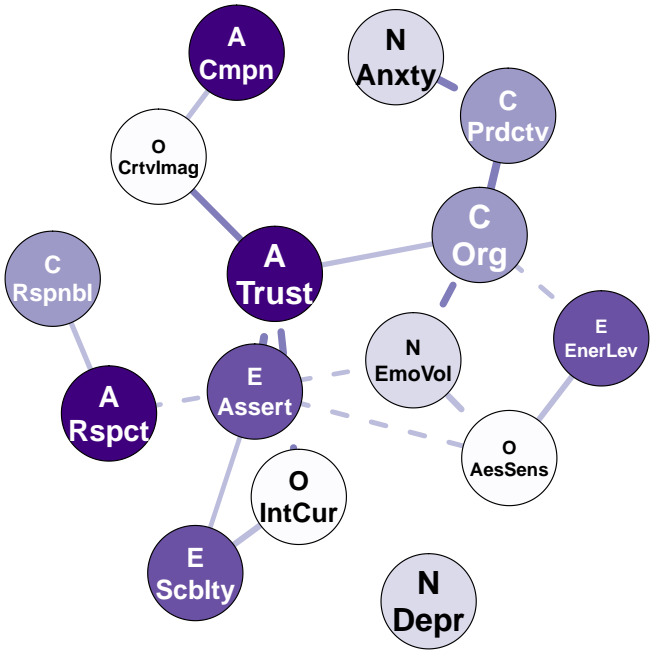 A
Cmpn
N
Anxty
C
Prdctv
O
CrtvImag
C
Org
A
Trust
C
Rspnbl
E
EnerLev
N
EmoVol
E
Assert
A
Rspct
O
AesSens
O
IntCur
E
Scblty
N
Depr